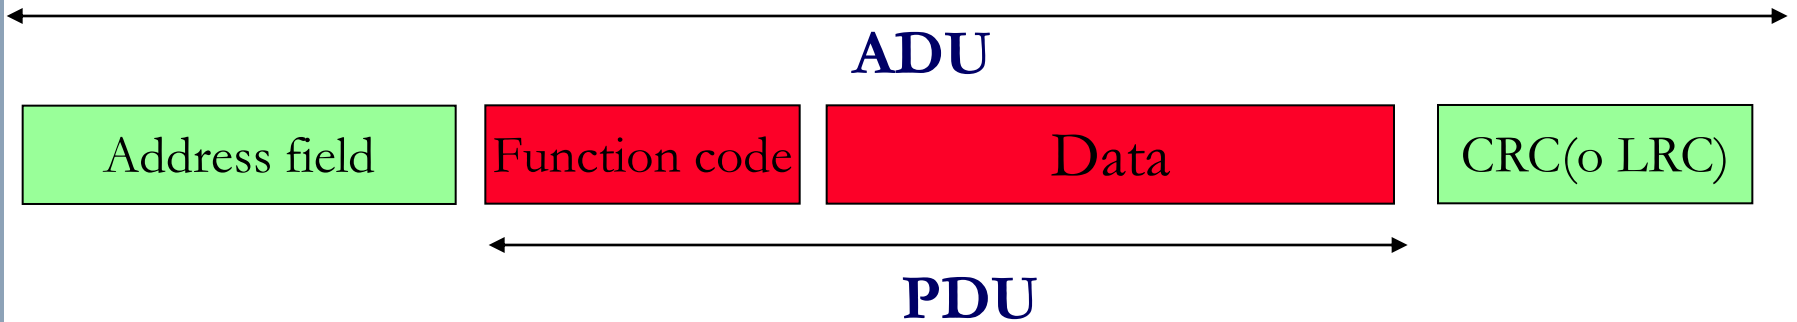 ADU
Address field Function code Data CRC(o LRC)
PDU